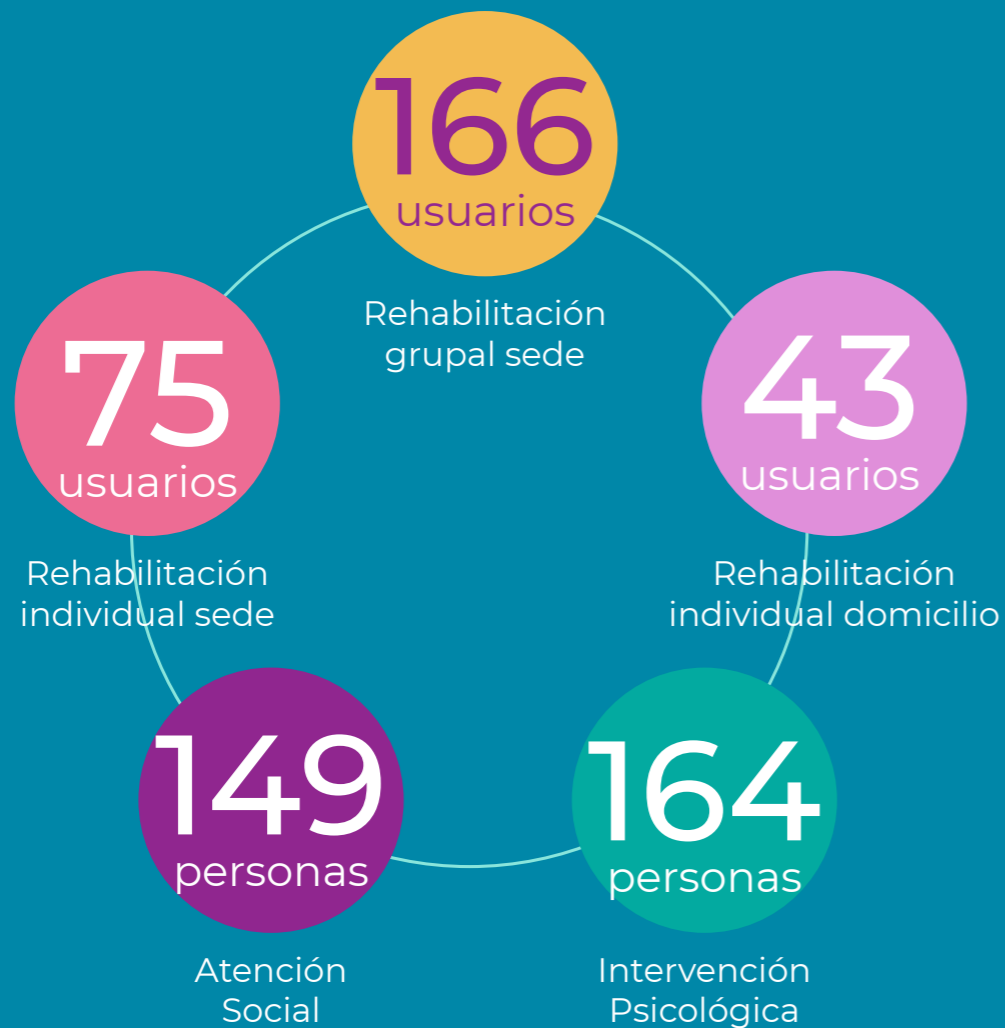 166
usuarios
Rehabilitación
grupal sede
75
usuarios
Rehabilitación
individual sede
43
usuarios
Rehabilitación
individual domicilio
149
personas
Atención
Social
164
personas
Intervención
Psicológica